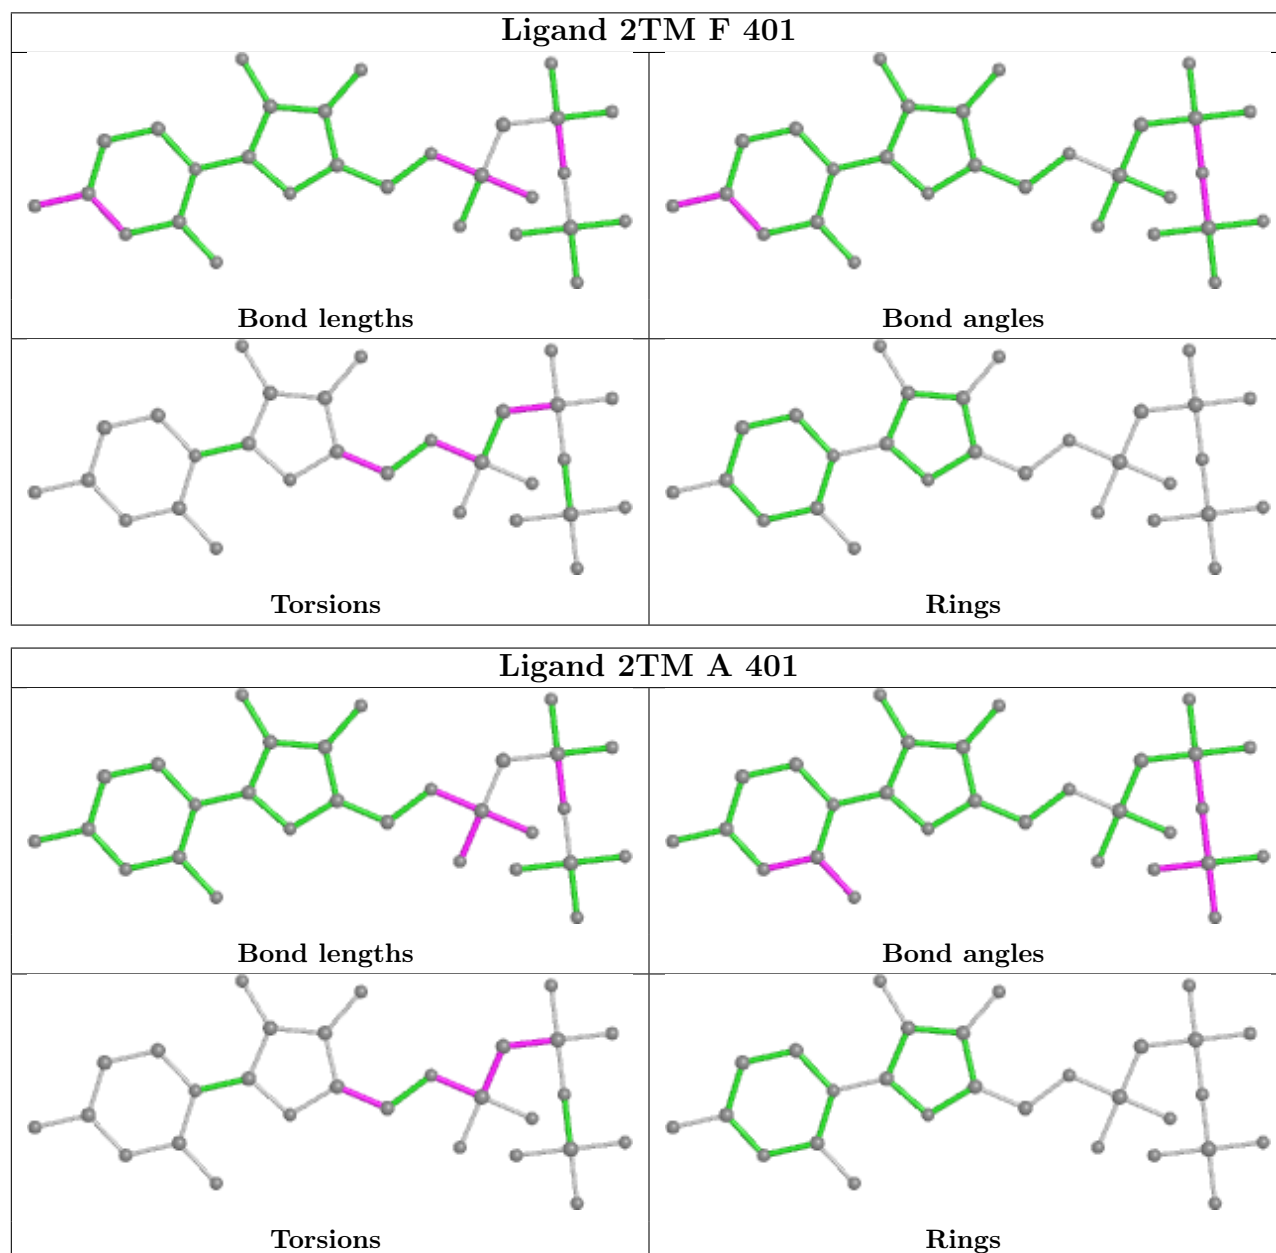 Ligand 2TM F 401
Bond lengths
Bond angles
Torsions
Rings
Ligand 2TM A 401
Bond lengths
Bond angles
Torsions
Rings